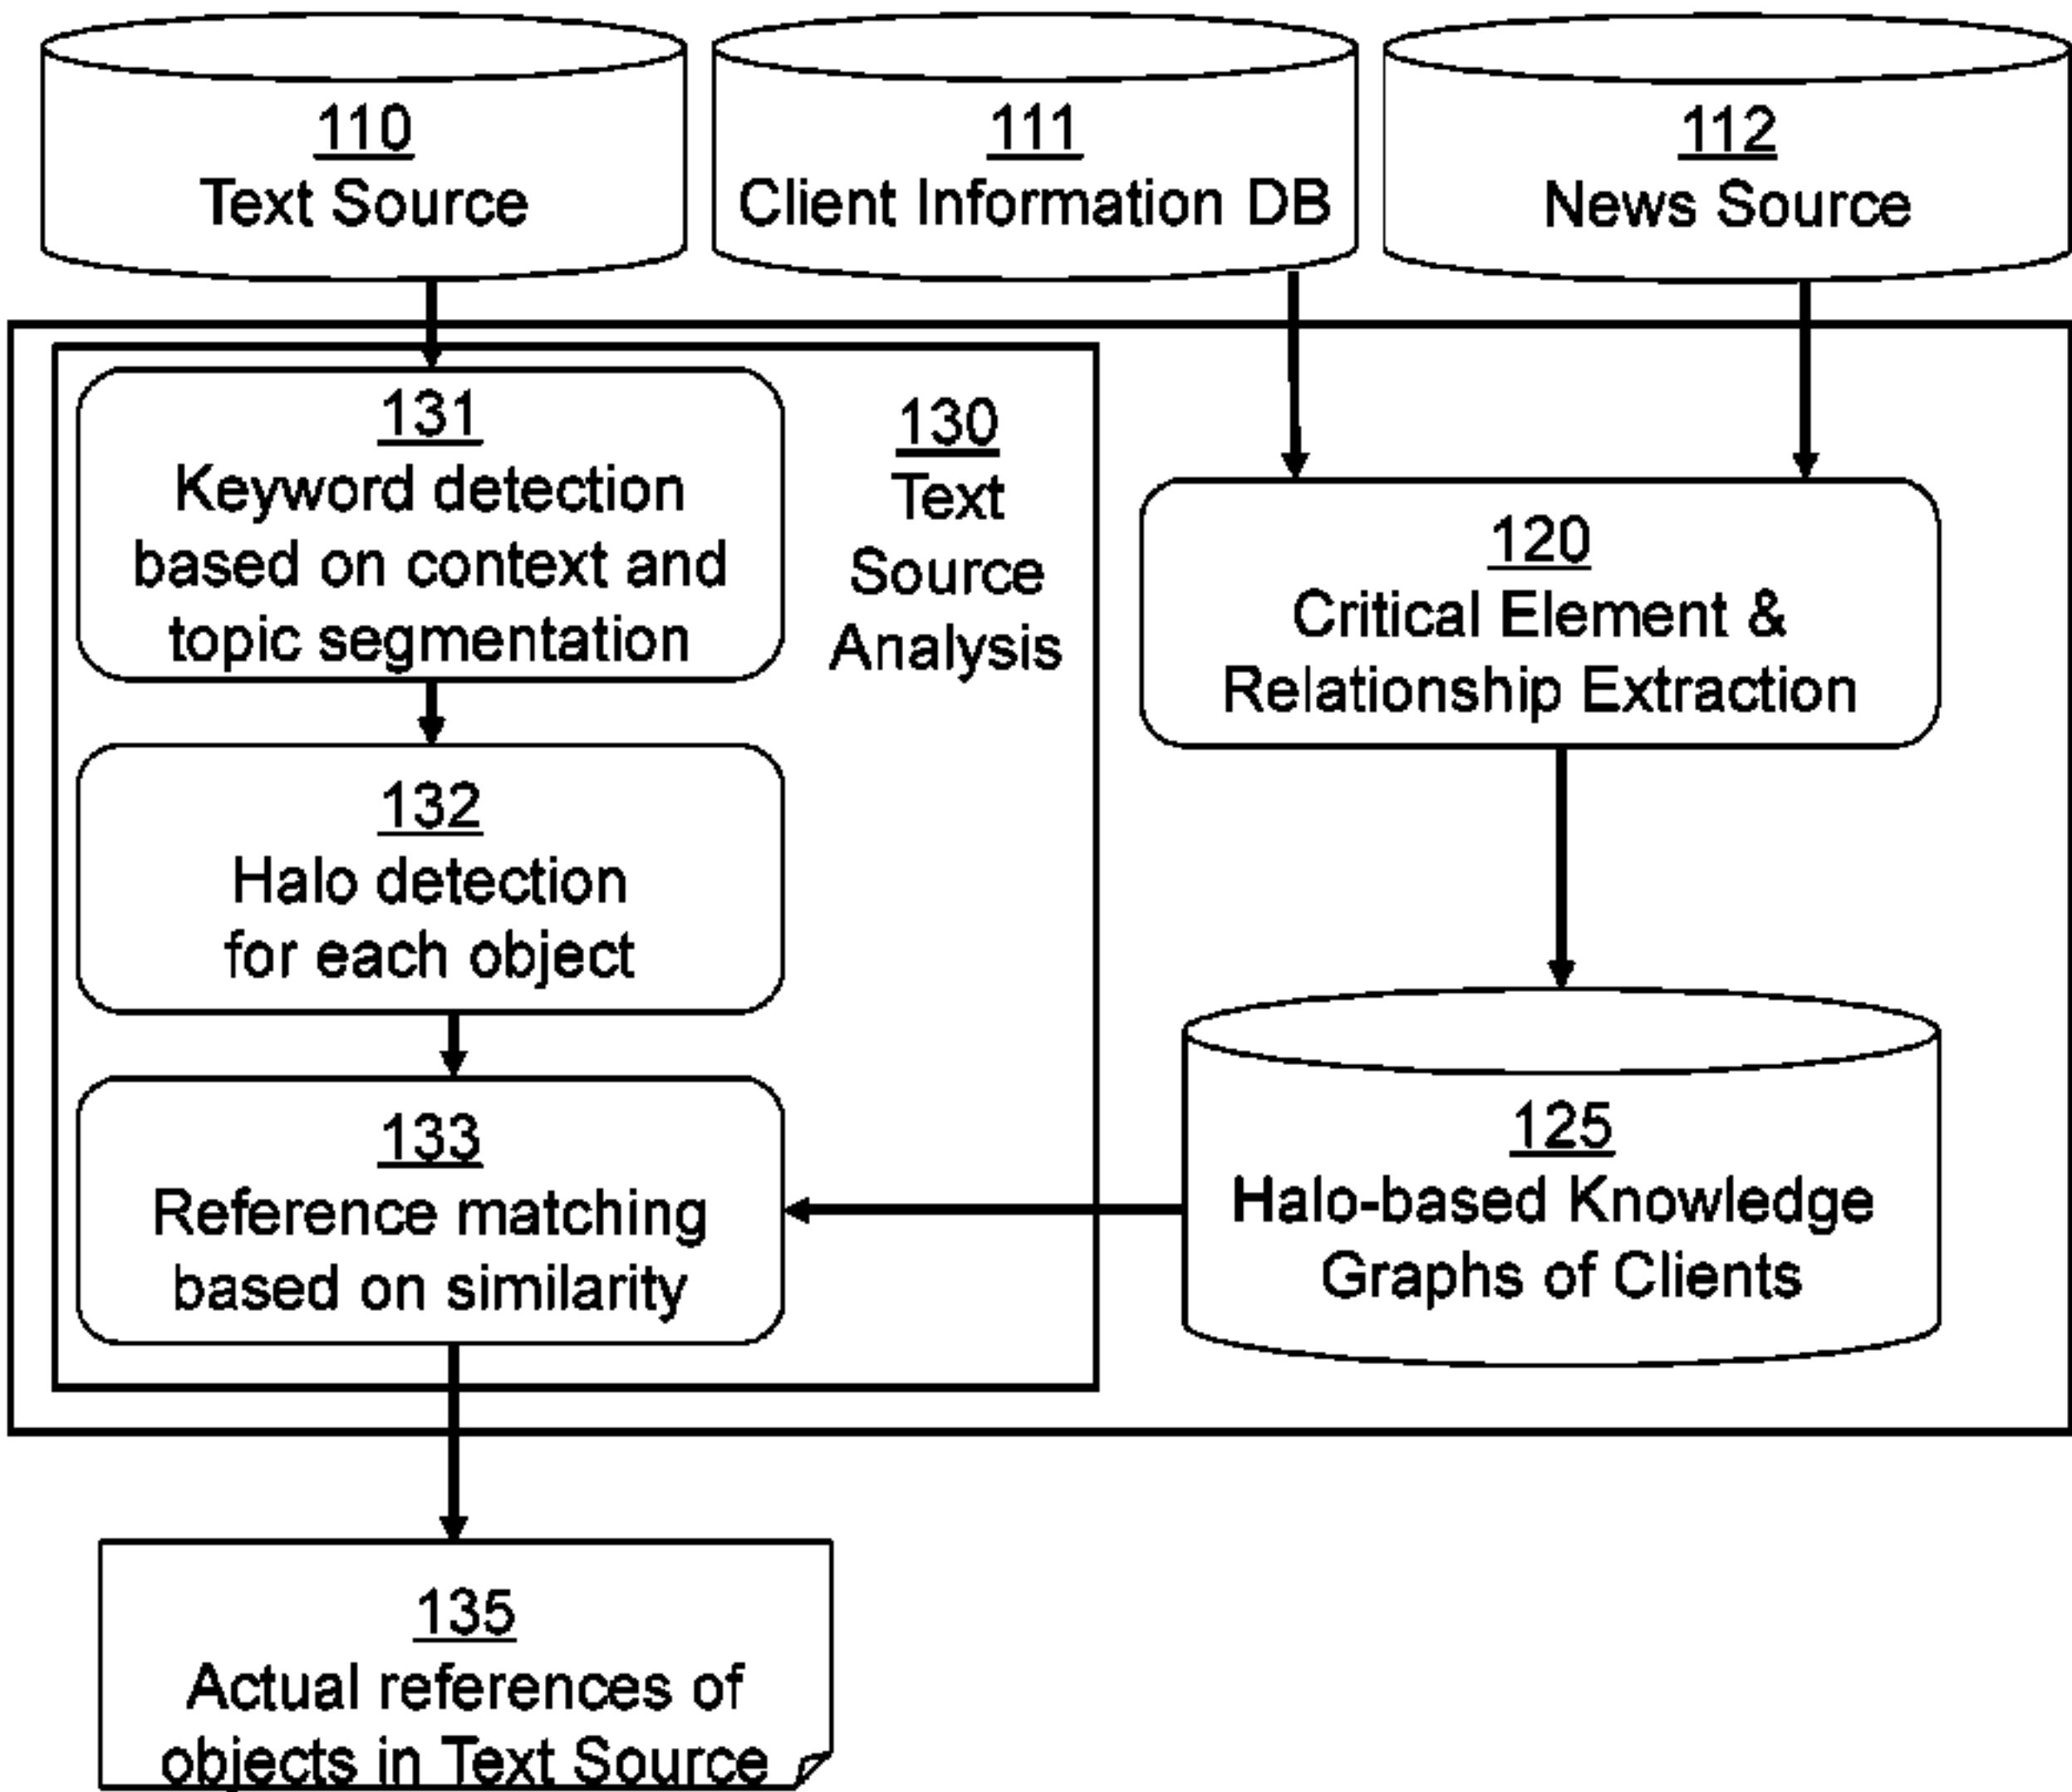 110
Text Source
111
Client Information DB
112
News Source
131
Keyword detection
based on context and
topic segmentation
130
Text
Source
Analysis
120
Critical Element &
Relationship Extraction
132
Halo detection
for each object
133
Reference matching
based on similarity
125
Halo-based Knowledge
Graphs of Clients
135
Actual references of
objects in Text Source